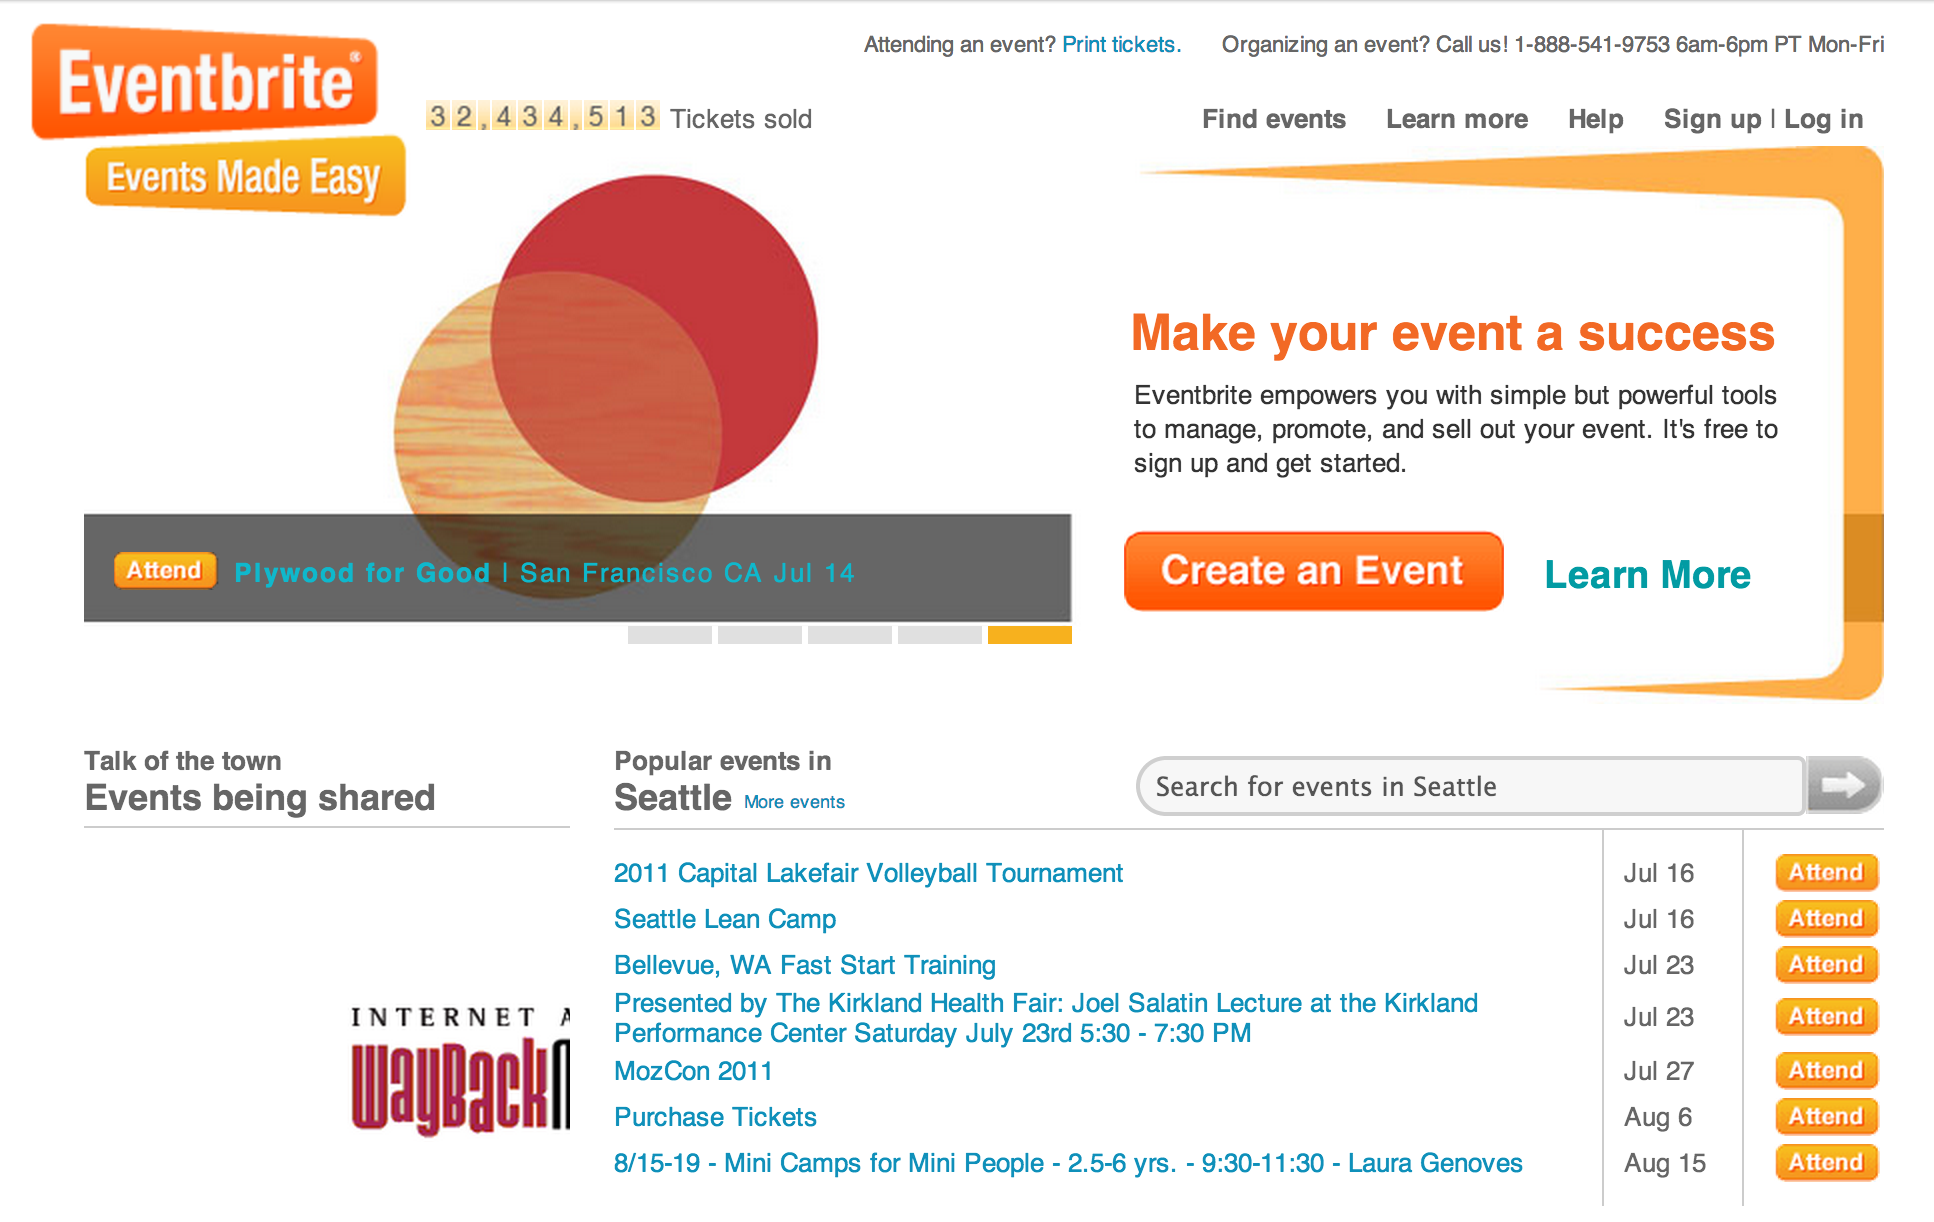 Eventbrite®
Events Made Easy
Attending an event? Print tickets.
Organizing an event? Call us! 1-888-541-9753 6am-6pm PT Mon-Fri
32,434,513 Tickets sold
Find events
Learn more
Help
Sign up | Log in
Attend
Plywood for Good | San Francisco CA Jul 14
Make your event a success
Eventbrite empowers you with simple but powerful tools
to manage, promote, and sell out your event. It's free to
sign up and get started.
Create an Event
Learn More
Talk of the town
Events being shared
INTERNET A
WayBack
Popular events in
Seattle More events
Search for events in Seattle
2011 Capital Lakefair Volleyball Tournament Jul 16 Attend
Seattle Lean Camp Jul 16 Attend
Bellevue, WA Fast Start Training Jul 23 Attend
Presented by The Kirkland Health Fair: Joel Salatin Lecture at the Kirkland
Performance Center Saturday July 23rd 5:30 - 7:30 PM Jul 23 Attend
MozCon 2011 Jul 27 Attend
Purchase Tickets Aug 6 Attend
8/15-19 - Mini Camps for Mini People - 2.5-6 yrs. - 9:30-11:30 - Laura Genoves Aug 15 Attend